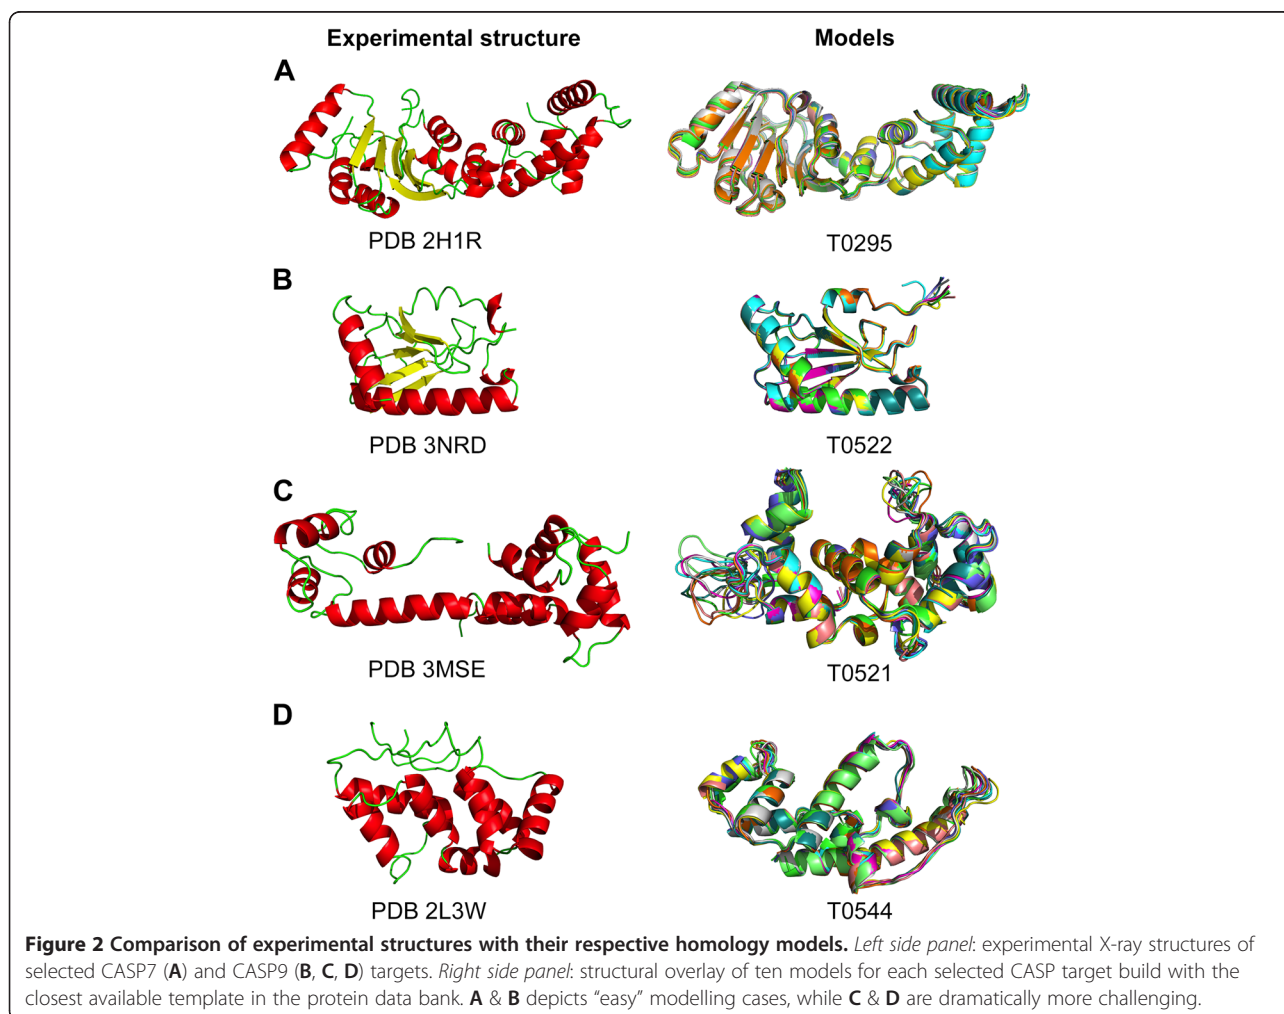 Experimental structure Models
A
PDB 2H1R T0295
B
PDB 3NRD T0522
C
PDB 3MSE T0521
D
PDB 2L3W T0544
Figure 2 Comparison of experimental structures with their respective homology models. Left side panel: experimental X-ray structures of
selected CASP7 (A) and CASP9 (B, C, D) targets. Right side panel: structural overlay of ten models for each selected CASP target build with the
closest available template in the protein data bank. A & B depicts “easy” modelling cases, while C & D are dramatically more challenging.